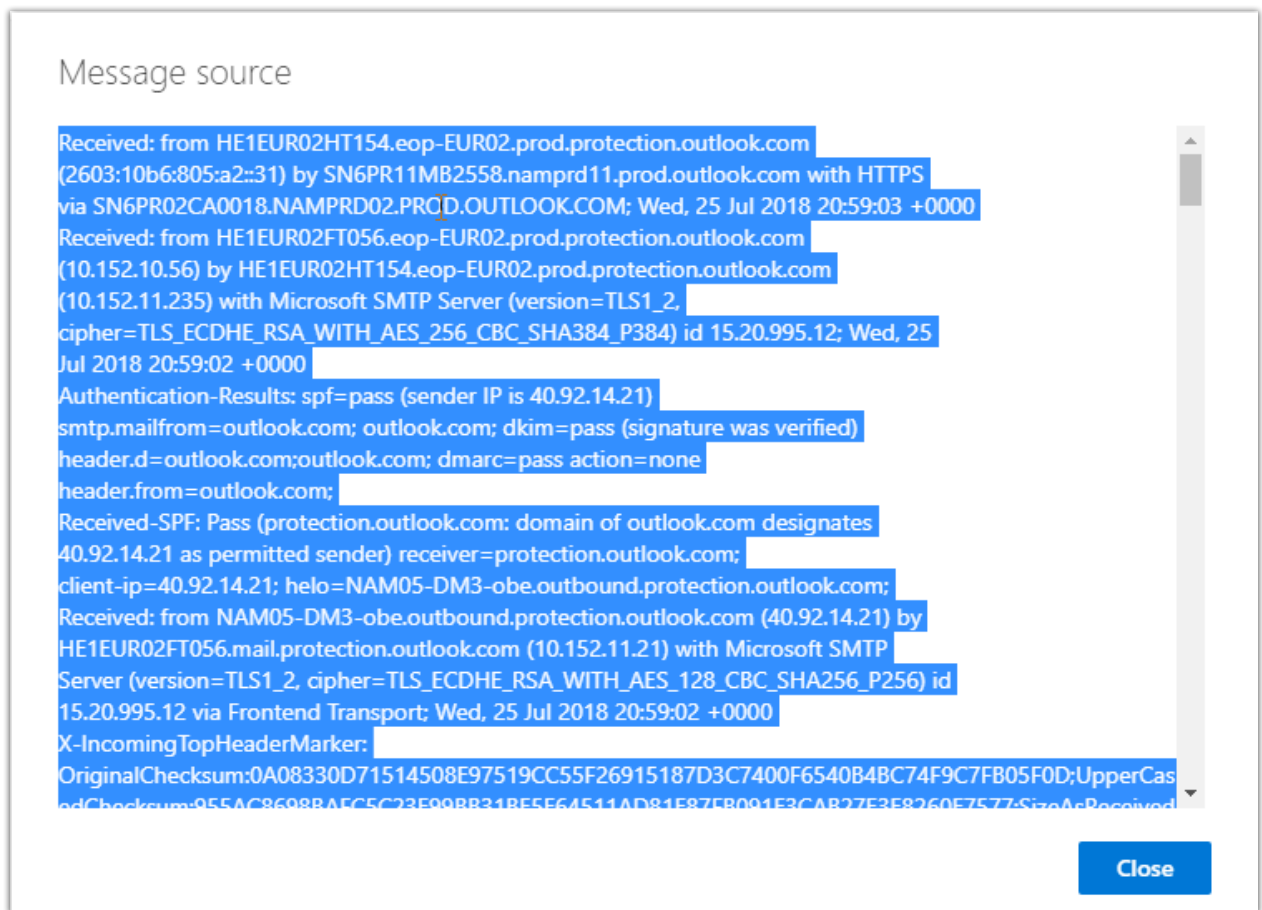 Message source
Received: from HE1EUR02HT154.eop-EUR02.prod.protection.outlook.com
(2603:10b6:805:a2::31) by SN6PR11MB2558.namprd11.prod.outlook.com with HTTPS
via SN6PR02CA0018.NAMPRD02.PROD.OUTLOOK.COM; Wed, 25 Jul 2018 20:59:03 +0000
Received: from HE1EUR02FT056.eop-EUR02.prod.protection.outlook.com
(10.152.10.56) by HE1EUR02HT154.eop-EUR02.prod.protection.outlook.com
(10.152.11.235) with Microsoft SMTP Server (version=TLS1_2,
cipher=TLS_ECDHE_RSA_WITH_AES_256_CBC_SHA384_P384) id 15.20.995.12; Wed, 25
Jul 2018 20:59:02 +0000
Authentication-Results: spf=pass (sender IP is 40.92.14.21)
smtp.mailfrom=outlook.com; outlook.com; dkim=pass (signature was verified)
header.d=outlook.com;outlook.com; dmarc=pass action=none
header.from=outlook.com;
Received-SPF: Pass (protection.outlook.com: domain of outlook.com designates
40.92.14.21 as permitted sender) receiver=protection.outlook.com;
client-ip=40.92.14.21; helo=NAM05-DM3-obe.outbound.protection.outlook.com;
Received: from NAM05-DM3-obe.outbound.protection.outlook.com (40.92.14.21) by
HE1EUR02FT056.mail.protection.outlook.com (10.152.11.21) with Microsoft SMTP
Server (version=TLS1_2, cipher=TLS_ECDHE_RSA_WITH_AES_128_CBC_SHA256_P256) id
15.20.995.12 via Frontend Transport; Wed, 25 Jul 2018 20:59:02 +0000
X-IncomingTopHeaderMarker:
OriginalChecksum:0A08330D71514508E97519CC55F26915187D3C7400F6540B4BC74F9C7FB05F0D;UpperCas
Close